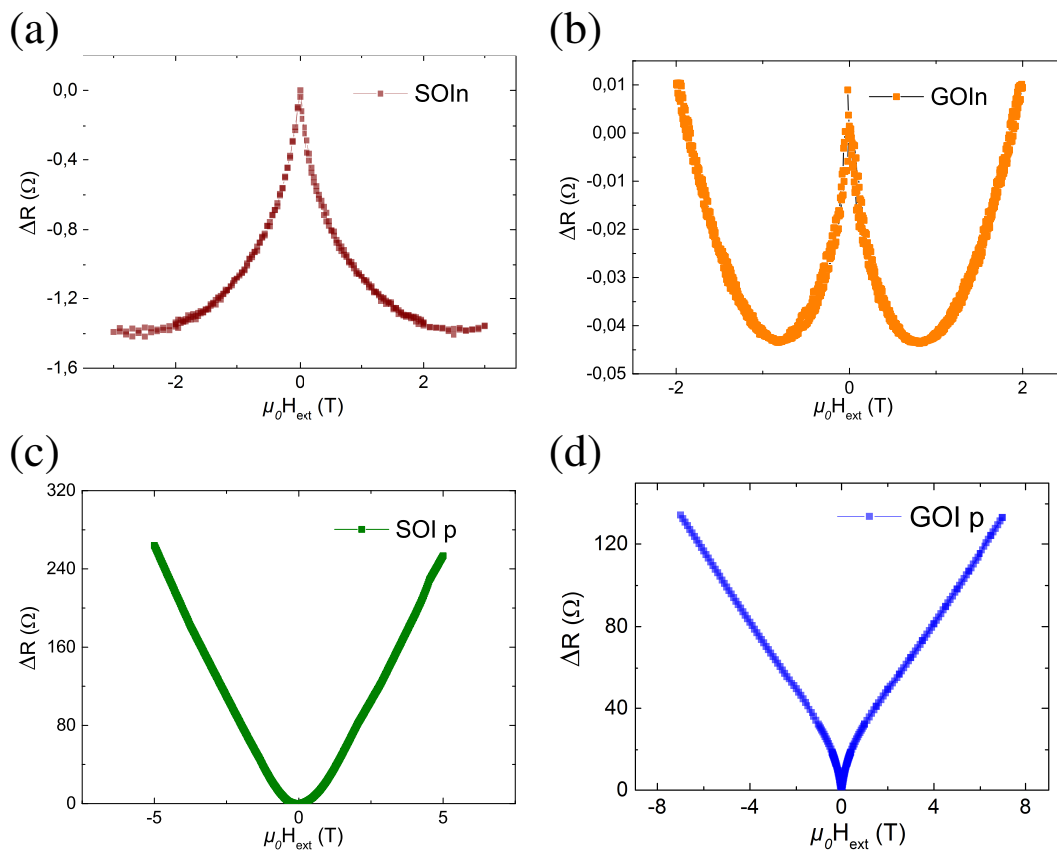 (a)
SOIn
0,0
-0,4
-0,8
-1,2
-1,6
ΔR (Ω)
-2 0 2
μ0Hext (T)
(b)
GOIn
0,01
0,00
-0,01
-0,02
-0,03
-0,04
-0,05
ΔR (Ω)
-2 0 2
μ0Hext (T)
(c)
SOI p
320
240
160
80
0
ΔR (Ω)
-5 0 5
μ0Hext (T)
(d)
GOI p
120
80
40
0
ΔR (Ω)
-8 -4 0 4 8
μ0Hext (T)